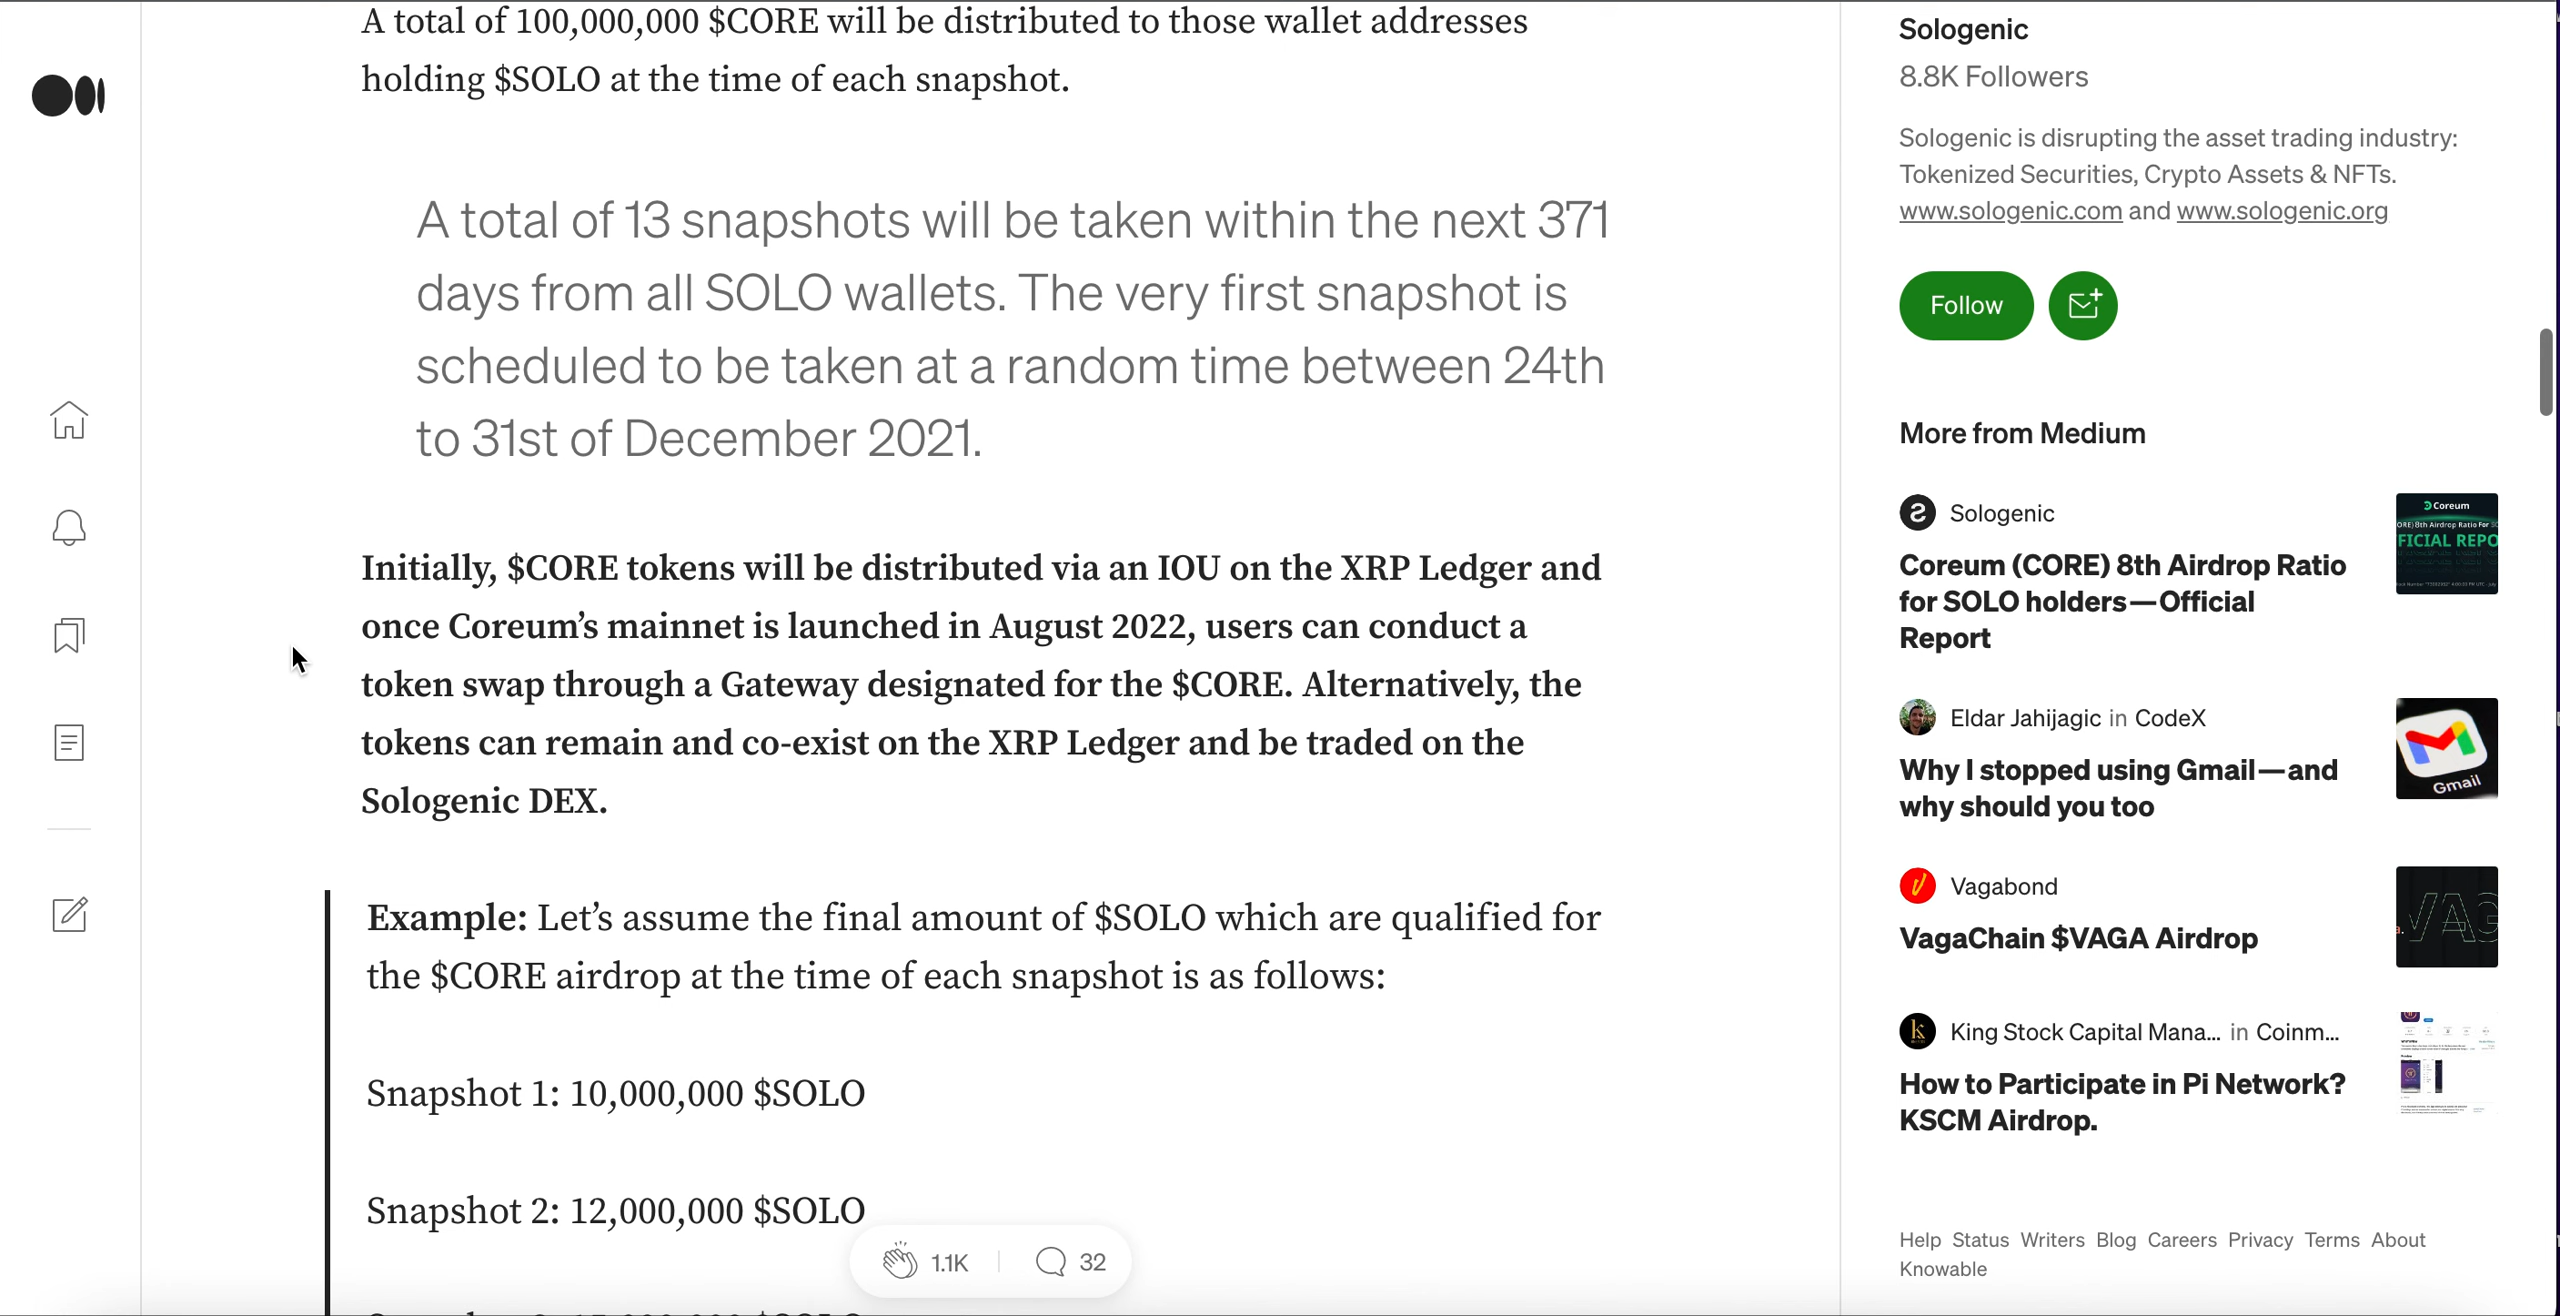 A total of 100,000,000 $CORE will be distributed to those wallet addresses
holding $SOLO at the time of each snapshot.
A total of 13 snapshots will be taken within the next 371
days from all SOLO wallets. The very first snapshot is
scheduled to be taken at a random time between 24th
to 31st of December 2021.
Initially, $CORE tokens will be distributed via an IOU on the XRP Ledger and
once Coreum’s mainnet is launched in August 2022, users can conduct a
token swap through a Gateway designated for the $CORE. Alternatively, the
tokens can remain and co-exist on the XRP Ledger and be traded on the
Sologenic DEX.
Example: Let’s assume the final amount of $SOLO which are qualified for
the $CORE airdrop at the time of each snapshot is as follows:
Snapshot 1: 10,000,000 $SOLO
Snapshot 2: 12,000,000 $SOLO
1.1K
32
Sologenic
8.8K Followers
Sologenic is disrupting the asset trading industry:
Tokenized Securities, Crypto Assets & NFTs.
www.sologenic.com and www.sologenic.org
Follow
More from Medium
Sologenic
Coreum (CORE) 8th Airdrop Ratio
for SOLO holders — Official
Report
Coreum
ORE) 8th Airdrop Ratio For SO
FICIAL REPO
Eldar Jahijagic in CodeX
Why I stopped using Gmail — and
why should you too
Gmail
Vagabond
VagaChain $VAGA Airdrop
VAG
King Stock Capital Mana... in Coinm...
How to Participate in Pi Network?
KSCM Airdrop.
Help Status Writers Blog Careers Privacy Terms About
Knowable